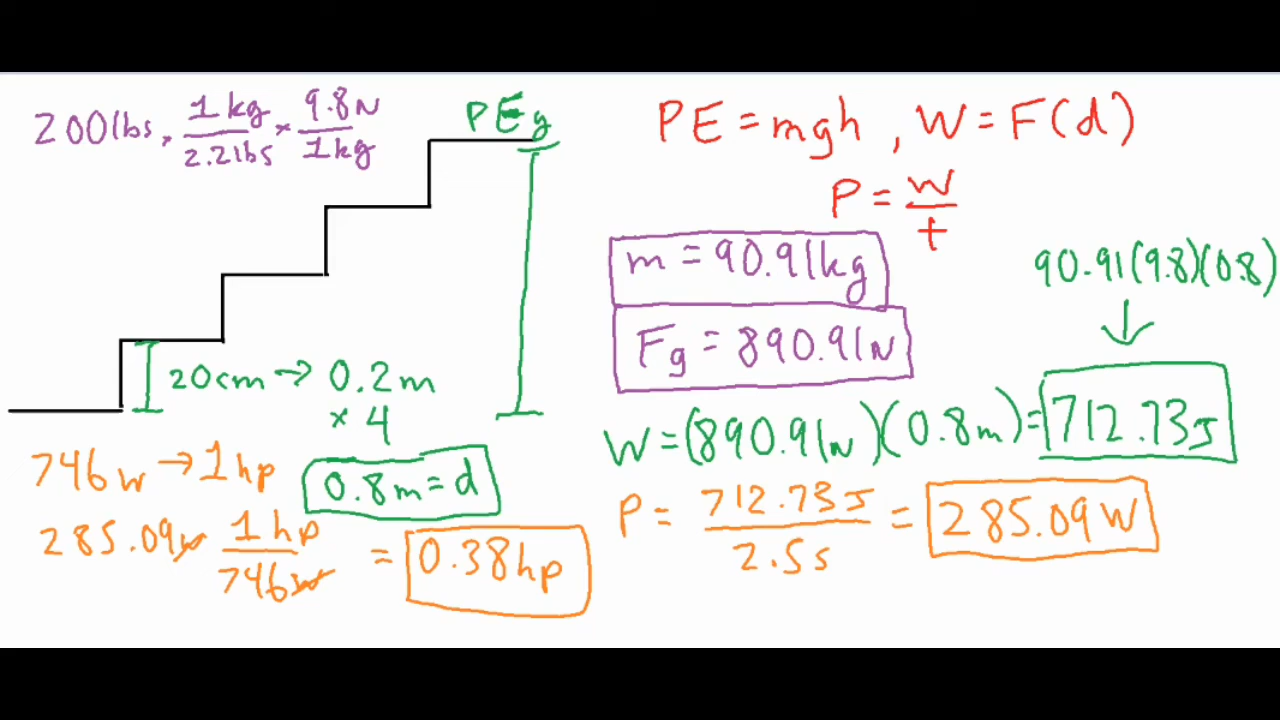 200lbs · 1kg/2.2lbs × 9.8N/1kg
PEg
20cm → 0.2m
× 4
0.8m = d
746w → 1hp
285.09w 1hp/746w = 0.38hp
PE = mgh , W = F(d)
P = W/t
m = 90.91kg
Fg = 890.91N
90.91(9.8)(0.8)
↓
W = (890.91N)(0.8m) = 712.73J
P = 712.73J/2.5s = 285.09W